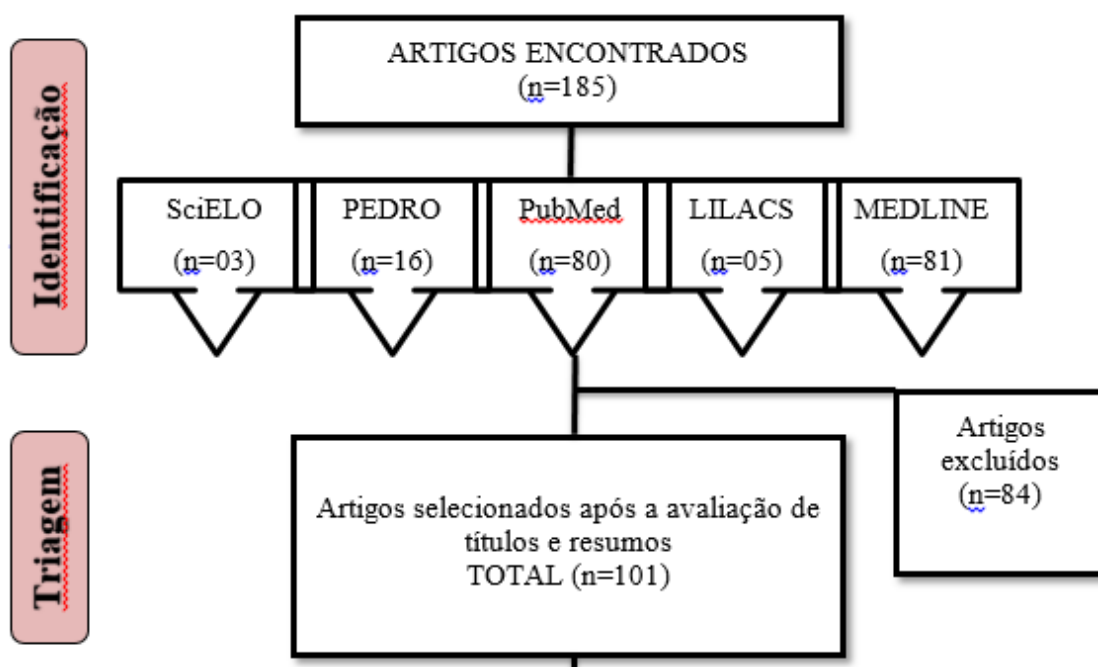 Identificação
ARTIGOS ENCONTRADOS
(n=185)
SciELO
(n=03)
PEDRO
(n=16)
PubMed
(n=80)
LILACS
(n=05)
MEDLINE
(n=81)
Artigos
excluídos
(n=84)
Triagem
Artigos selecionados após a avaliação de
títulos e resumos
TOTAL (n=101)